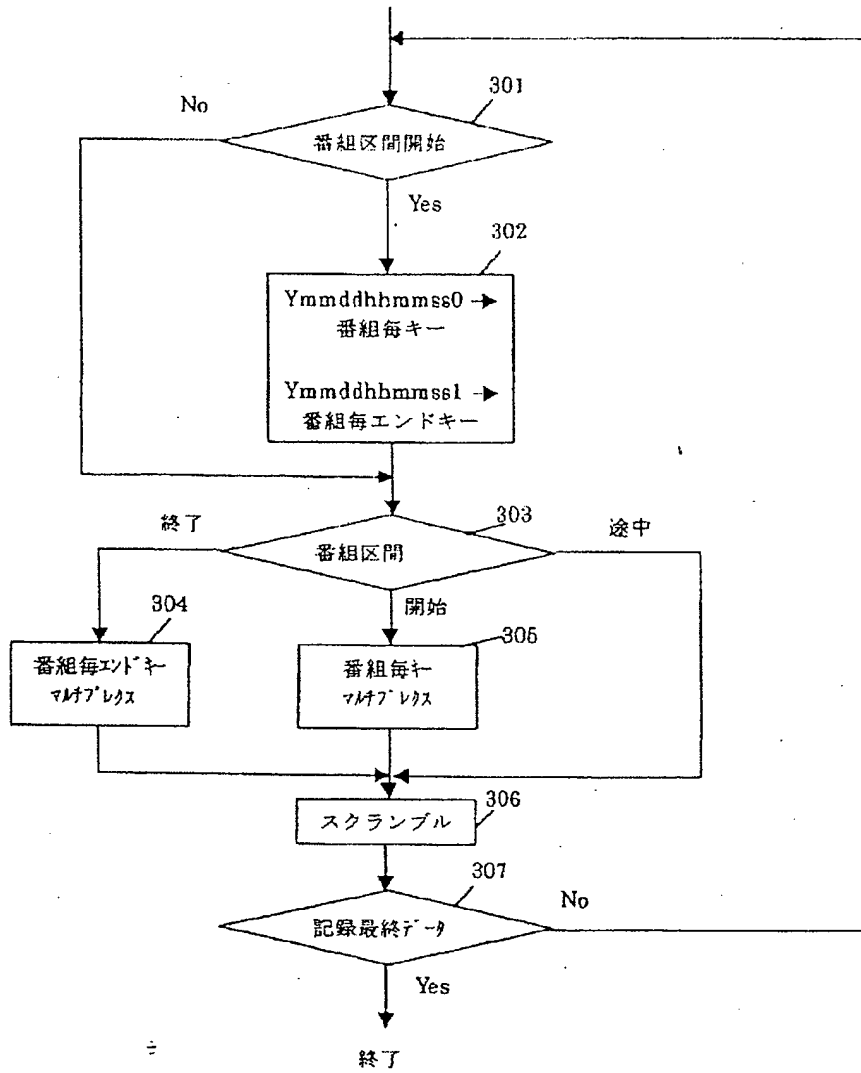 301
No
番組区間開始
Yes
302
Ymmddhhmmss0 →
番組毎キー
Ymmddhhmmss1 →
番組毎エンドキー
303
終了
途中
番組区間
開始
304
305
番組毎エンドキー
マルチプレクス
番組毎キー
マルチプレクス
306
スクランブル
307
記録最終データ
No
Yes
終了